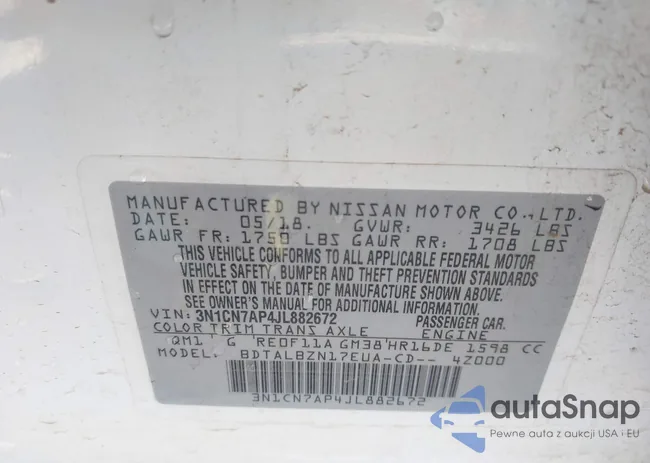 MANUFACTURED BY NISSAN MOTOR CO., LTD.
DATE: 05/18. GVWR: 3426 LBS
GAWR FR: 1750 LBS GAWR RR: 1708 LBS
THIS VEHICLE CONFORMS TO ALL APPLICABLE FEDERAL MOTOR
VEHICLE SAFETY, BUMPER AND THEFT PREVENTION STANDARDS
IN EFFECT ON THE DATE OF MANUFACTURE SHOWN ABOVE.
SEE OWNER'S MANUAL FOR ADDITIONAL INFORMATION.
VIN: 3N1CN7AP4JL882672 PASSENGER CAR.
COLOR TRIM TRANS AXLE ENGINE
QM1 G 'RE0F11A GM38'HR16DE 1598 CC
MODEL: BDTALBZN17EUA-CD-- 4Z000
3N1CN7AP4JL882672
autaSnap
Pewne auta z aukcji USA i EU